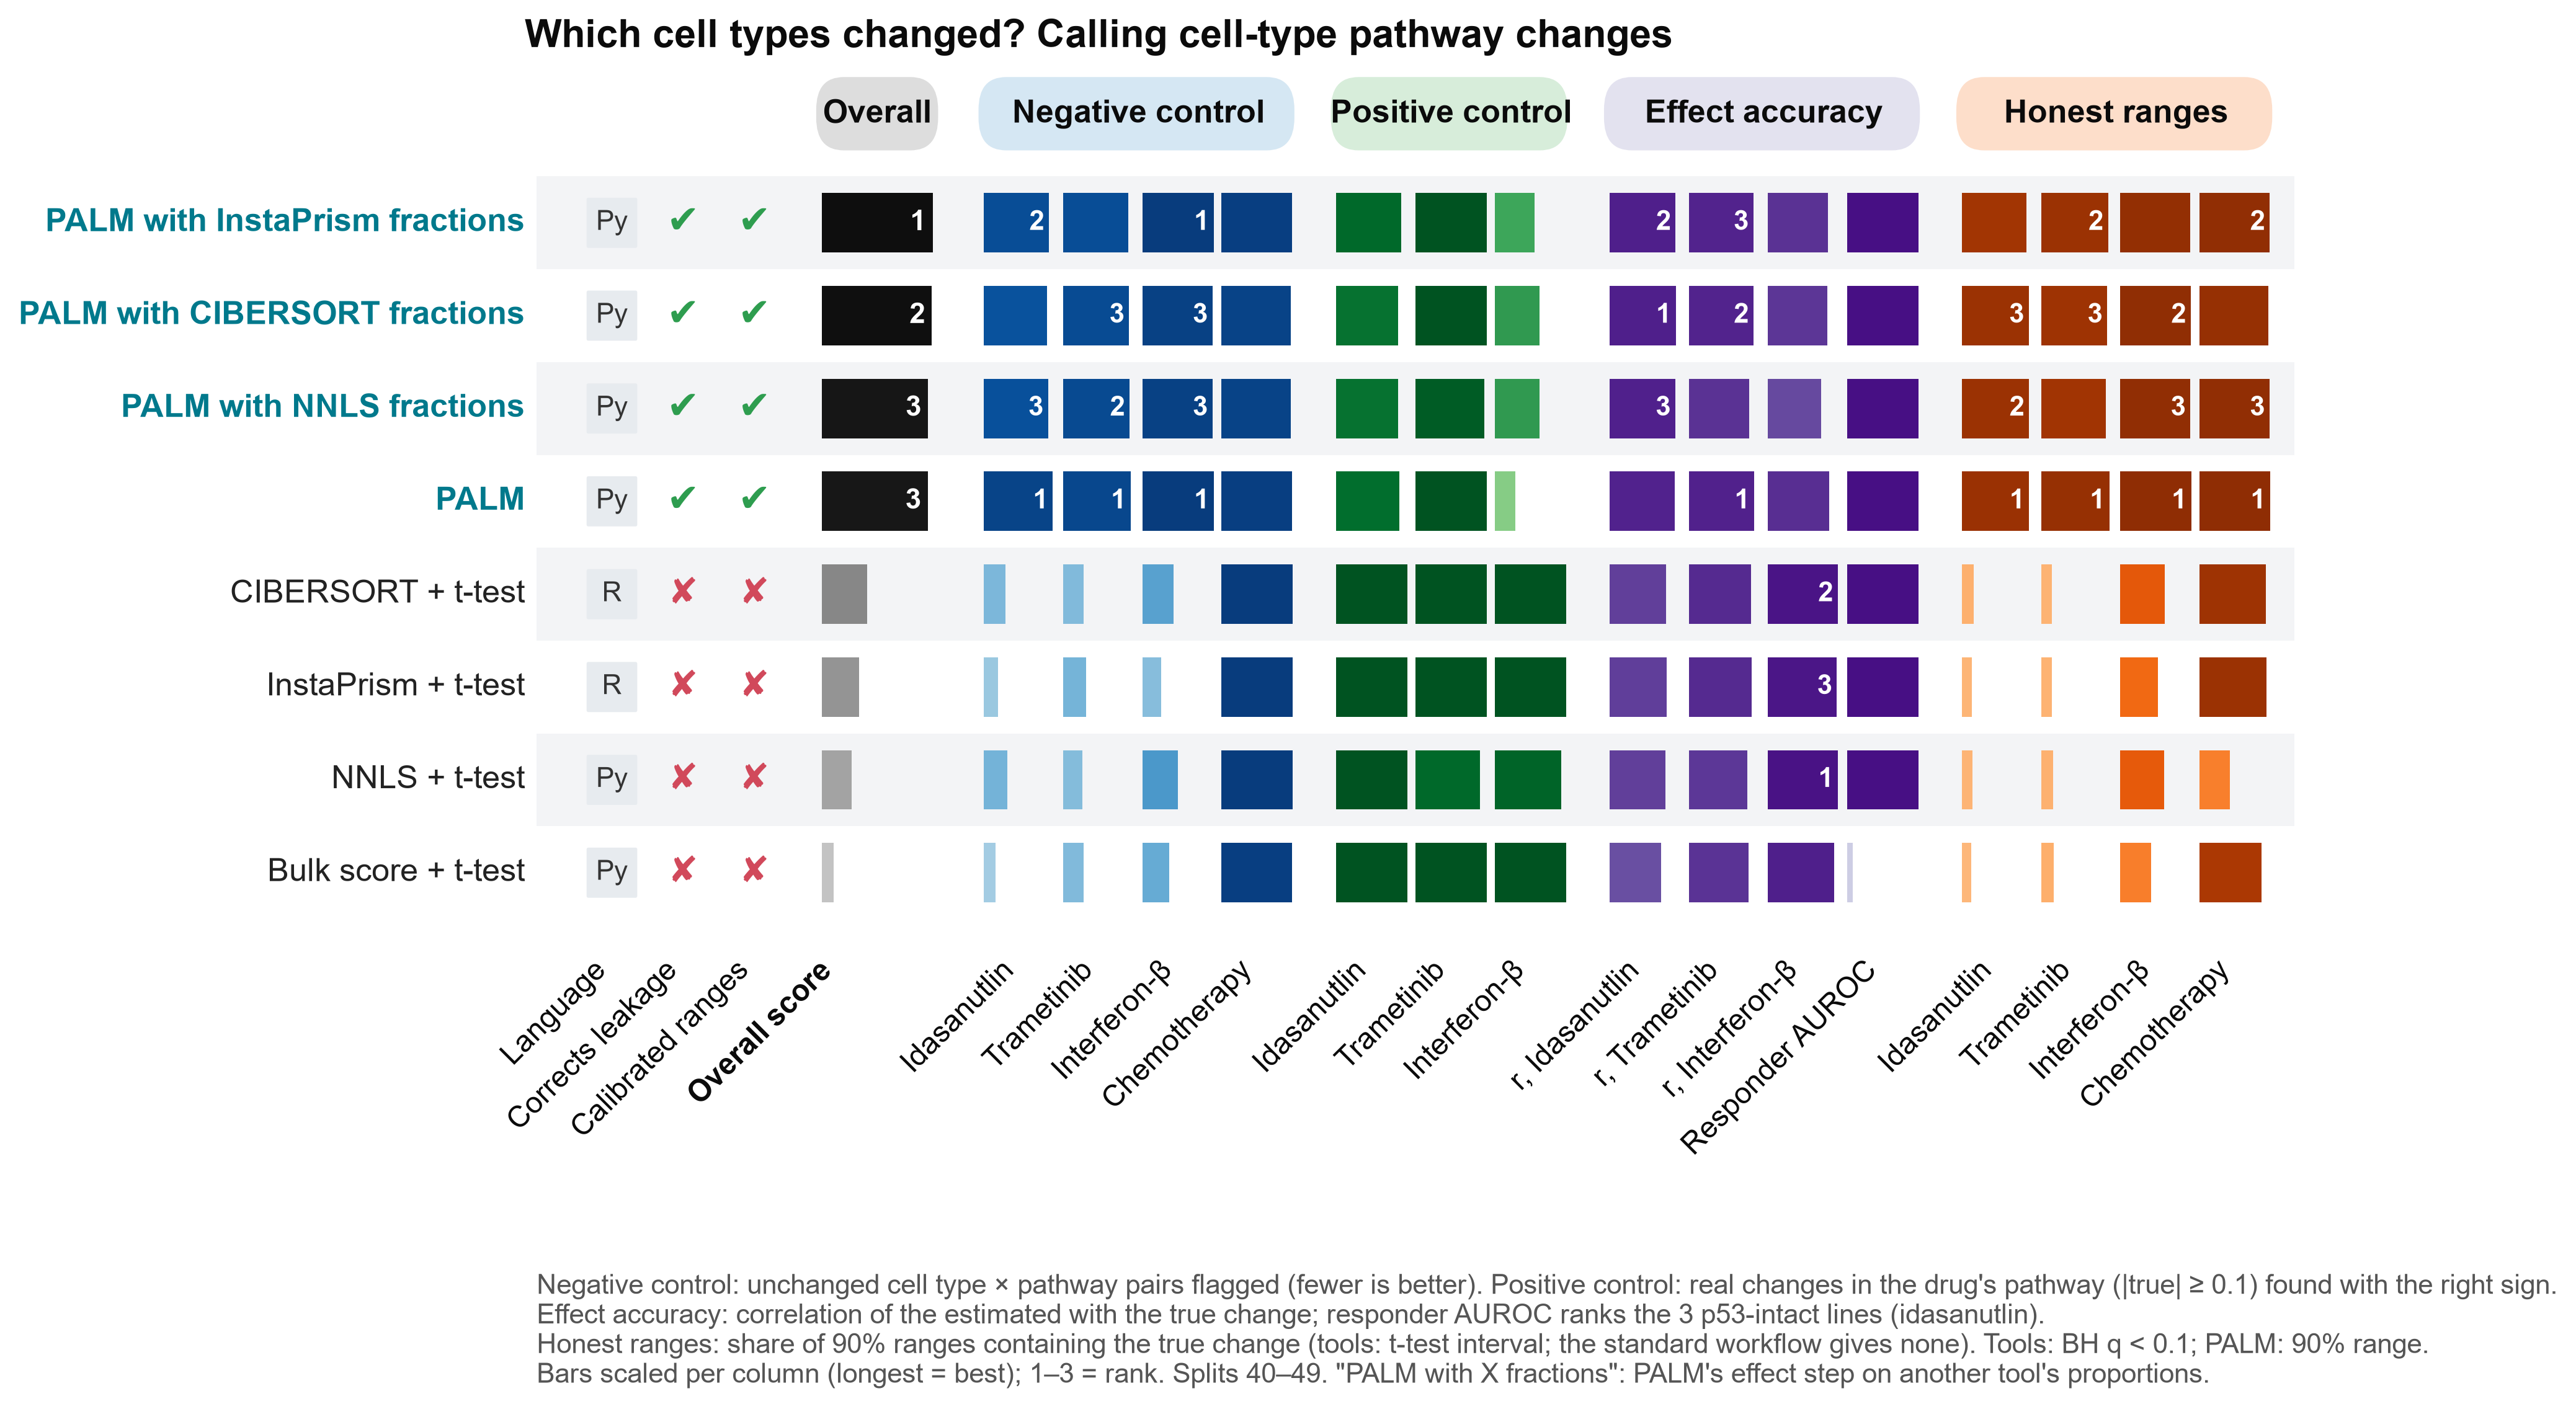 Which cell types changed? Calling cell-type pathway changes
Overall Negative control Positive control Effect accuracy Honest ranges
PALM with InstaPrism fractions Py ✔ ✔ 1 2 1 2 3 2 2
PALM with CIBERSORT fractions Py ✔ ✔ 2 3 3 1 2 3 3 2
PALM with NNLS fractions Py ✔ ✔ 3 3 2 3 3 2 3 3
PALM Py ✔ ✔ 3 1 1 1 1 1 1 1 1
CIBERSORT + t-test R ✘ ✘ 2
InstaPrism + t-test R ✘ ✘ 3
NNLS + t-test Py ✘ ✘ 1
Bulk score + t-test Py ✘ ✘
Language
Corrects leakage
Calibrated ranges
Overall score
Idasanutlin
Trametinib
Interferon-β
Chemotherapy
Idasanutlin
Trametinib
Interferon-β
r, Idasanutlin
r, Trametinib
r, Interferon-β
Responder AUROC
Idasanutlin
Trametinib
Interferon-β
Chemotherapy
Negative control: unchanged cell type × pathway pairs flagged (fewer is better). Positive control: real changes in the drug's pathway (|true| ≥ 0.1) found with the right sign.
Effect accuracy: correlation of the estimated with the true change; responder AUROC ranks the 3 p53-intact lines (idasanutlin).
Honest ranges: share of 90% ranges containing the true change (tools: t-test interval; the standard workflow gives none). Tools: BH q < 0.1; PALM: 90% range.
Bars scaled per column (longest = best); 1–3 = rank. Splits 40–49. "PALM with X fractions": PALM's effect step on another tool's proportions.